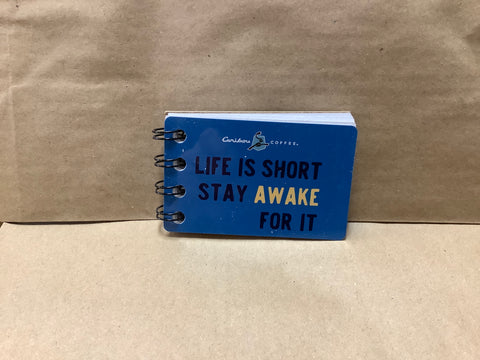 Caribou COFFEE.
LIFE IS SHORT
STAY AWAKE
FOR IT